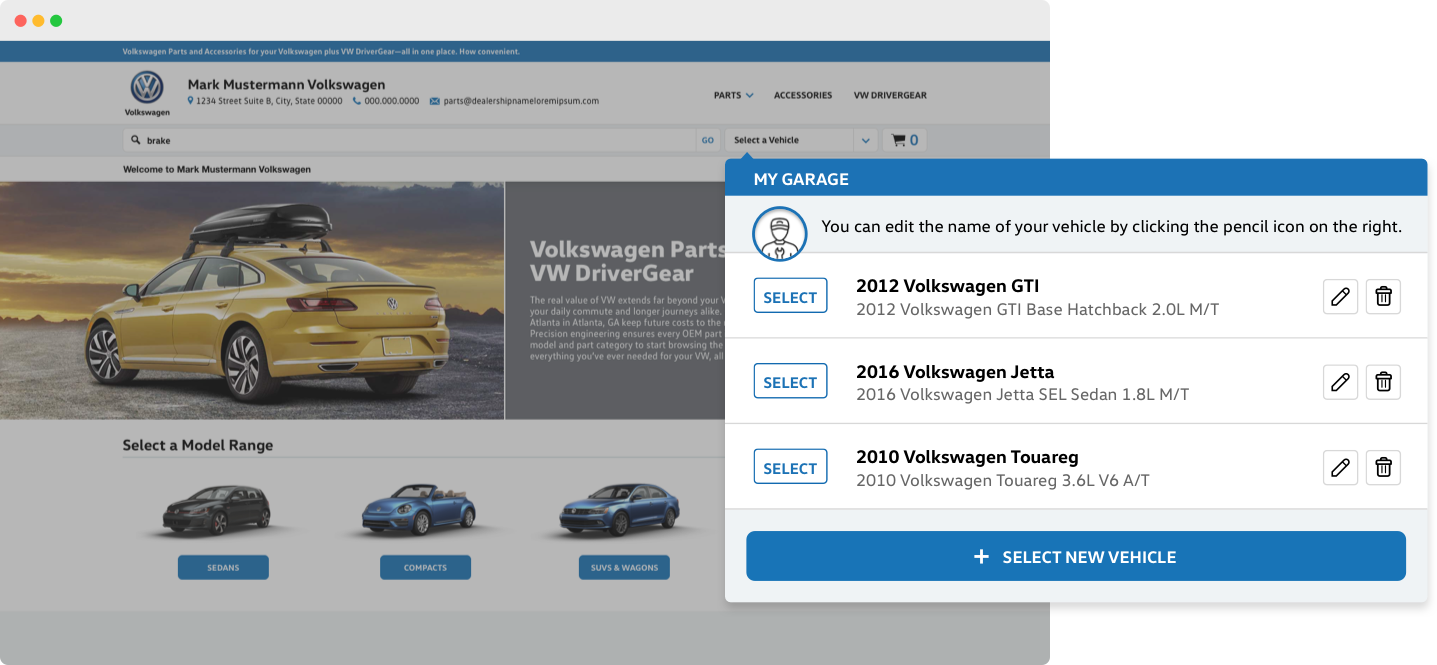 Volkswagen Parts and Accessories for your Volkswagen plus VW DriverGear—all in one place. How convenient.
Volkswagen
Mark Mustermann Volkswagen
1234 Street Suite B, City, State 00000 000.000.0000 parts@dealershipnameloremipsum.com
PARTS ACCESSORIES VW DRIVERGEAR
brake GO Select a Vehicle 0
Welcome to Mark Mustermann Volkswagen
Volkswagen Parts
VW DriverGear
The real value of VW extends far beyond your
your daily commute and longer journeys alike.
Atlanta in Atlanta, GA keep future costs to the
Precision engineering ensures every OEM part
model and part category to start browsing the
everything you've ever needed for your VW, all
Select a Model Range
SEDANS COMPACTS SUVS & WAGONS
MY GARAGE
You can edit the name of your vehicle by clicking the pencil icon on the right.
SELECT
2012 Volkswagen GTI
2012 Volkswagen GTI Base Hatchback 2.0L M/T
SELECT
2016 Volkswagen Jetta
2016 Volkswagen Jetta SEL Sedan 1.8L M/T
SELECT
2010 Volkswagen Touareg
2010 Volkswagen Touareg 3.6L V6 A/T
+ SELECT NEW VEHICLE